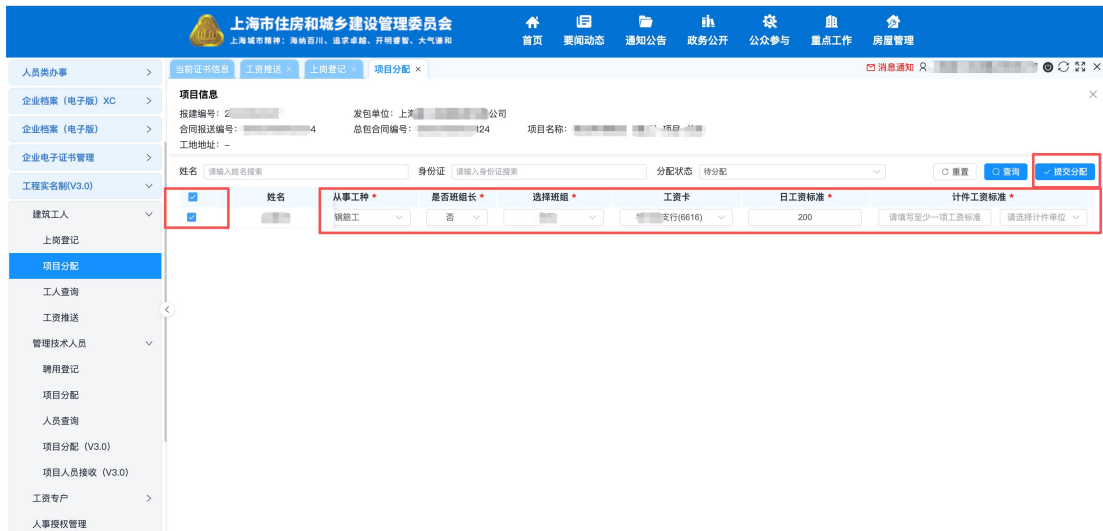 上海市住房和城乡建设管理委员会
上海城市精神：海纳百川、追求卓越、开明睿智、大气谦和
首页 要闻动态 通知公告 政务公开 公众参与 重点工作 房屋管理
当前证书信息 工资推送 × 上岗登记 × 项目分配 ×
消息通知
人员类办事
企业档案（电子版）XC
企业档案（电子版）
企业电子证书管理
工程实名制(V3.0)
建筑工人
上岗登记
项目分配
工人查询
工资推送
管理技术人员
聘用登记
项目分配
人员查询
项目分配（V3.0）
项目人员接收（V3.0）
工资专户
人事授权管理
项目信息
报建编号：2 发包单位：上海 公司
合同报送编号： 4 总包合同编号： 124 项目名称：
工地地址：-
姓名 请输入姓名搜索 身份证 请输入身份证搜索 分配状态 待分配 重置 查询 提交分配
姓名 从事工种 * 是否班组长 * 选择班组 * 工资卡 日工资标准 * 计件工资标准 *
钢筋工 否 支行(6616) 200 请填写至少一项工资标准 请选择计件单位